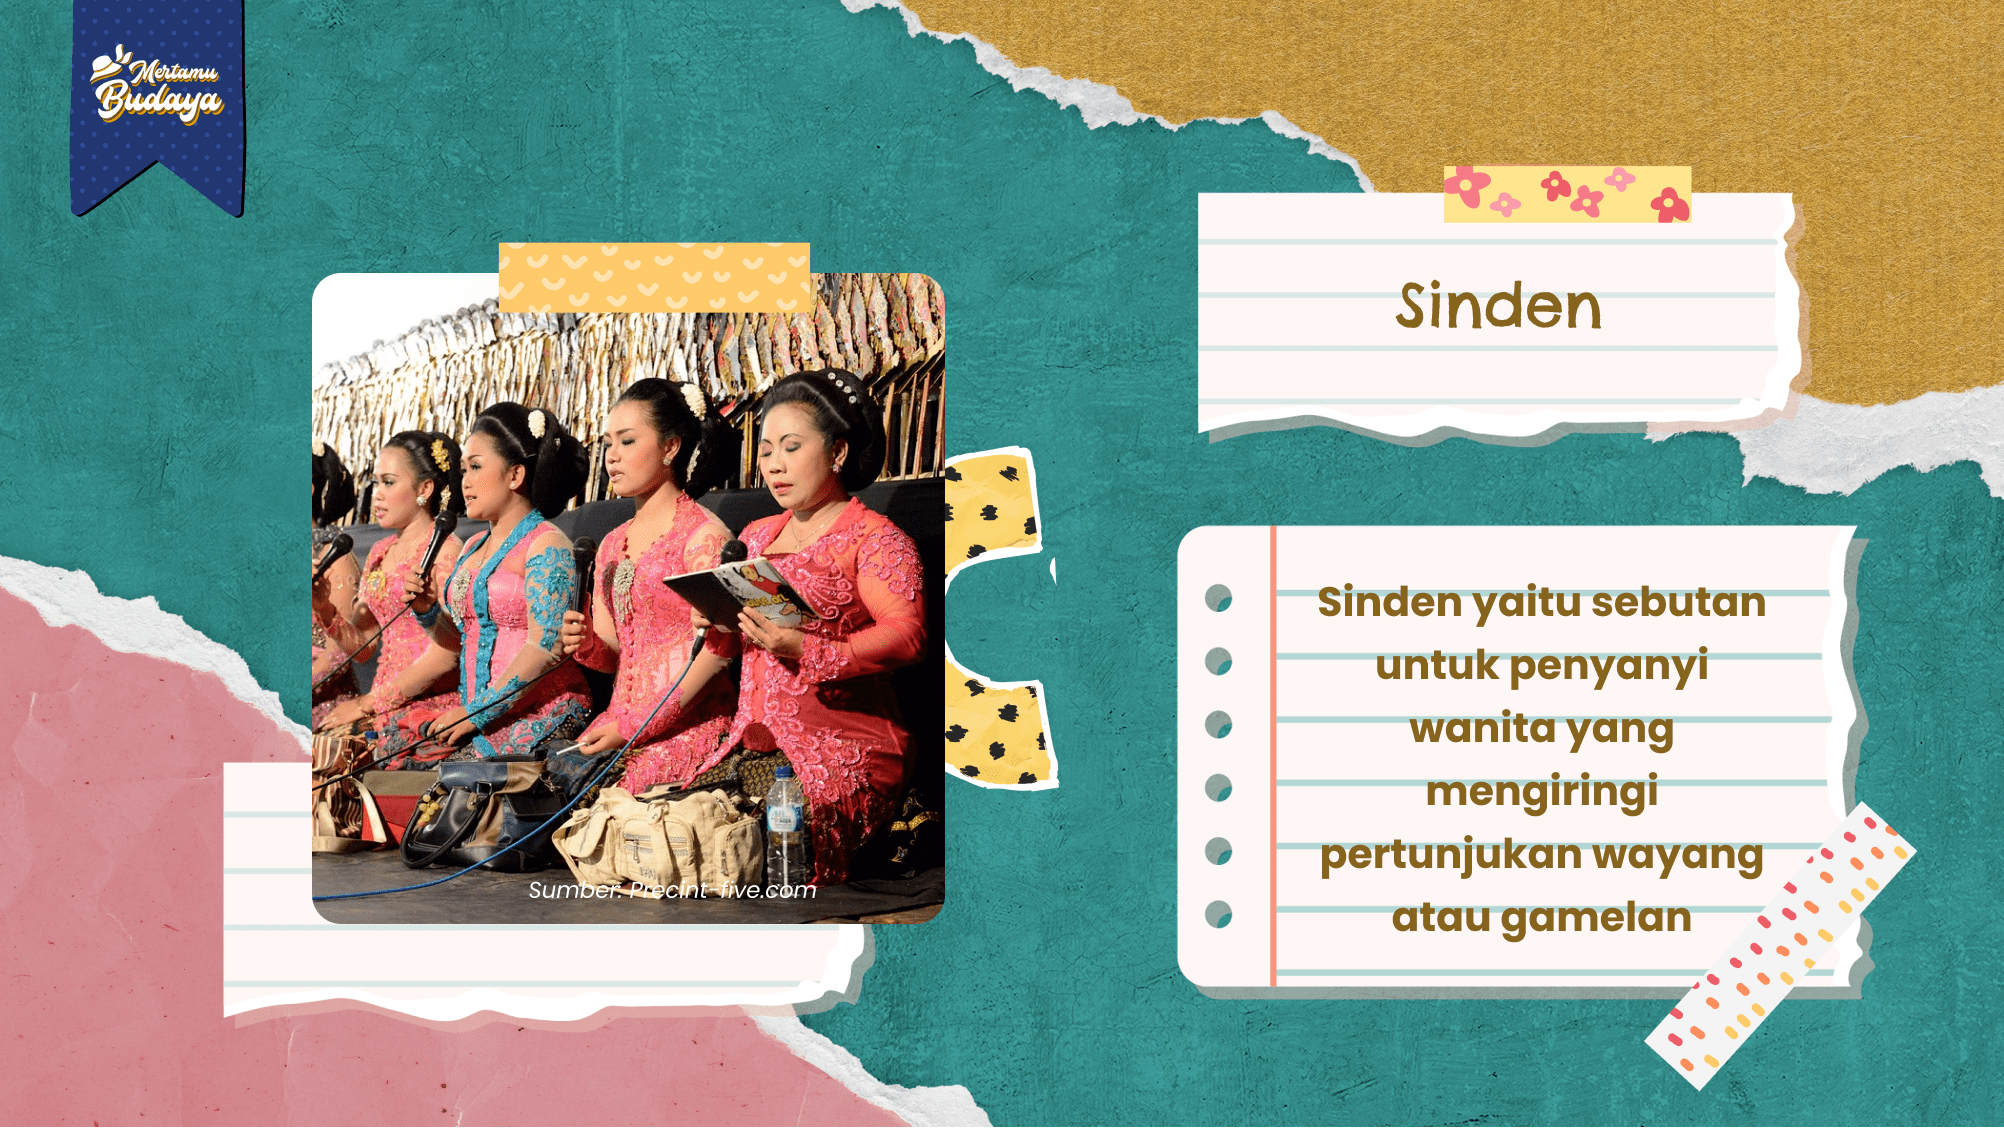 Mertamu
Budaya
Sinden
Sinden yaitu sebutan
untuk penyanyi
wanita yang
mengiringi
pertunjukan wayang
atau gamelan
Sumber: Precint-five.com